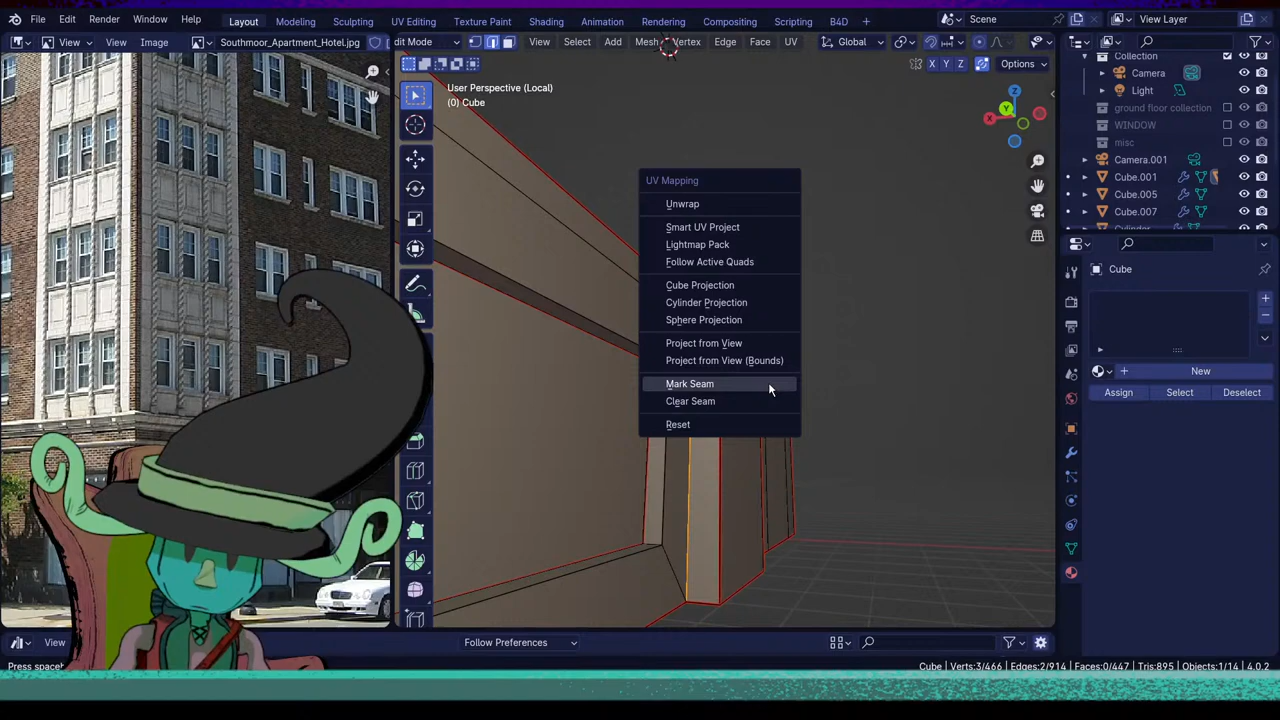 File Edit Render Window Help Layout Modeling Sculpting UV Editing Texture Paint Shading Animation Rendering Compositing Scripting B4D + Scene View Layer
View View Image Southmoor_Apartment_Hotel.jpg dit Mode View Select Add Mesh Vertex Edge Face UV Global
X Y Z Options
User Perspective (Local)
(0) Cube
X Y Z
UV Mapping
Unwrap
Smart UV Project
Lightmap Pack
Follow Active Quads
Cube Projection
Cylinder Projection
Sphere Projection
Project from View
Project from View (Bounds)
Mark Seam
Clear Seam
Reset
Collection
Camera
Light
ground floor collection
WINDOW
misc
Camera.001
Cube.001
Cube.005
Cube.007
Cube
+
−
+ New
Assign Select Deselect
View Follow Preferences
Press space
Cube | Verts:3/466 | Edges:2/914 | Faces:0/447 | Tris:895 | Objects:1/14 | 4.0.2